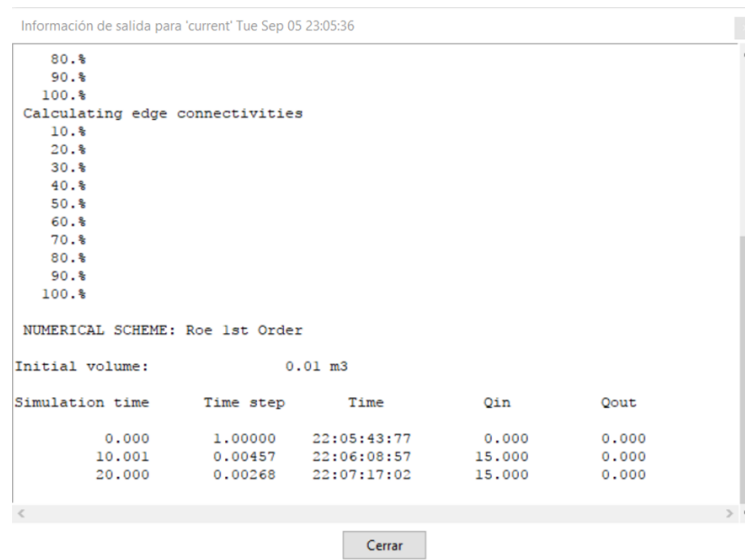 Información de salida para 'current' Tue Sep 05 23:05:36
80.%
90.%
100.%
Calculating edge connectivities
10.%
20.%
30.%
40.%
50.%
60.%
70.%
80.%
90.%
100.%
NUMERICAL SCHEME: Roe 1st Order
Initial volume: 0.01 m3
Simulation time Time step Time Qin Qout
0.000 1.00000 22:05:43:77 0.000 0.000
10.001 0.00457 22:06:08:57 15.000 0.000
20.000 0.00268 22:07:17:02 15.000 0.000
Cerrar